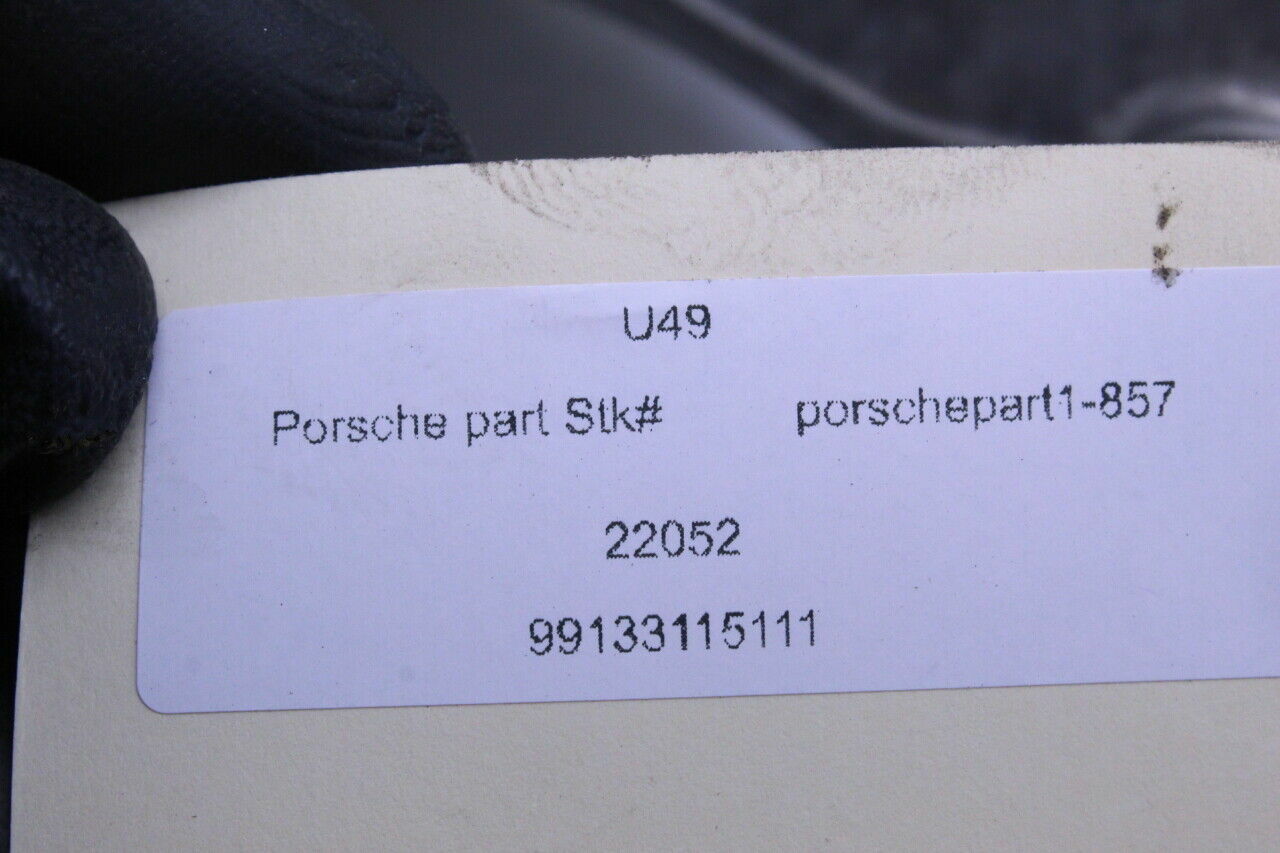 U49
Porsche part Stk# porschepart1-857
22052
99133115111